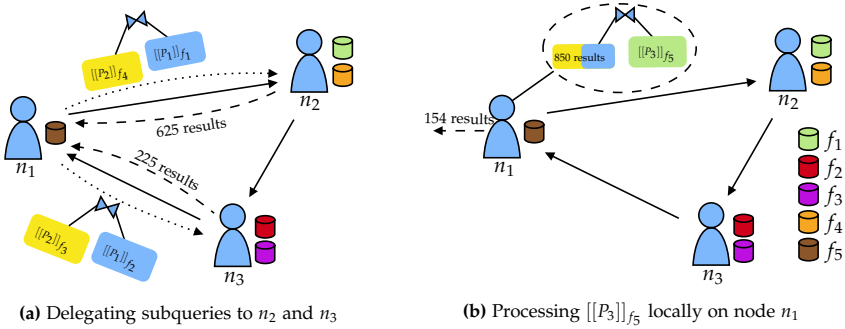 [[P₂]]f₄
[[P₁]]f₁
n₂
625 results
n₁
225 results
[[P₂]]f₃
[[P₁]]f₂
n₃
(a) Delegating subqueries to n₂ and n₃
850 results
[[P₃]]f₅
n₂
154 results
n₁
f₁
f₂
f₃
f₄
f₅
n₃
(b) Processing [[P₃]]f₅ locally on node n₁